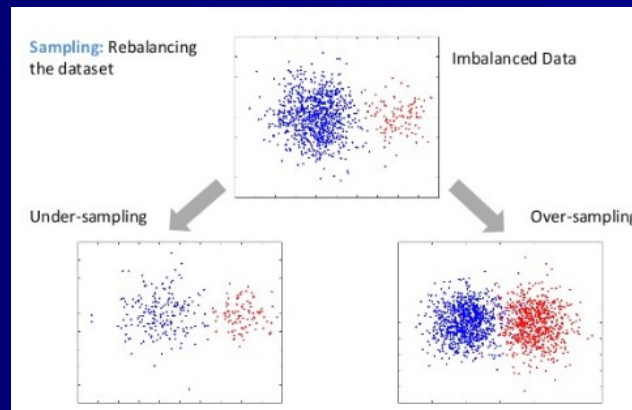 Sampling: Rebalancing
the dataset
Imbalanced Data
Under-sampling
Over-sampling